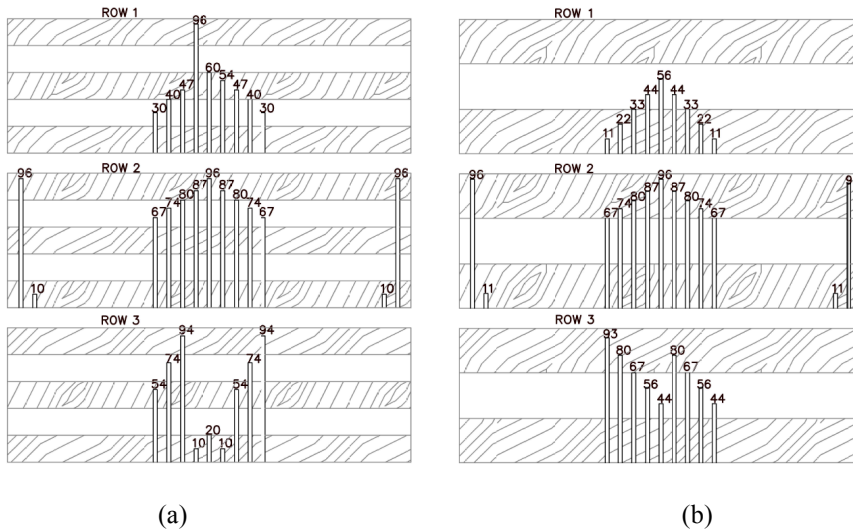 ROW 1
30 40 47 96 60 54 47 40 30
ROW 2
96 10 67 74 80 87 96 87 80 74 67 10 96
ROW 3
54 74 94 10 20 10 54 74 94
(a)
ROW 1
11 22 33 44 56 44 33 22 11
ROW 2
96 11 67 74 80 87 96 87 80 74 67 11
ROW 3
93 80 67 56 44 80 67 56 44
(b)